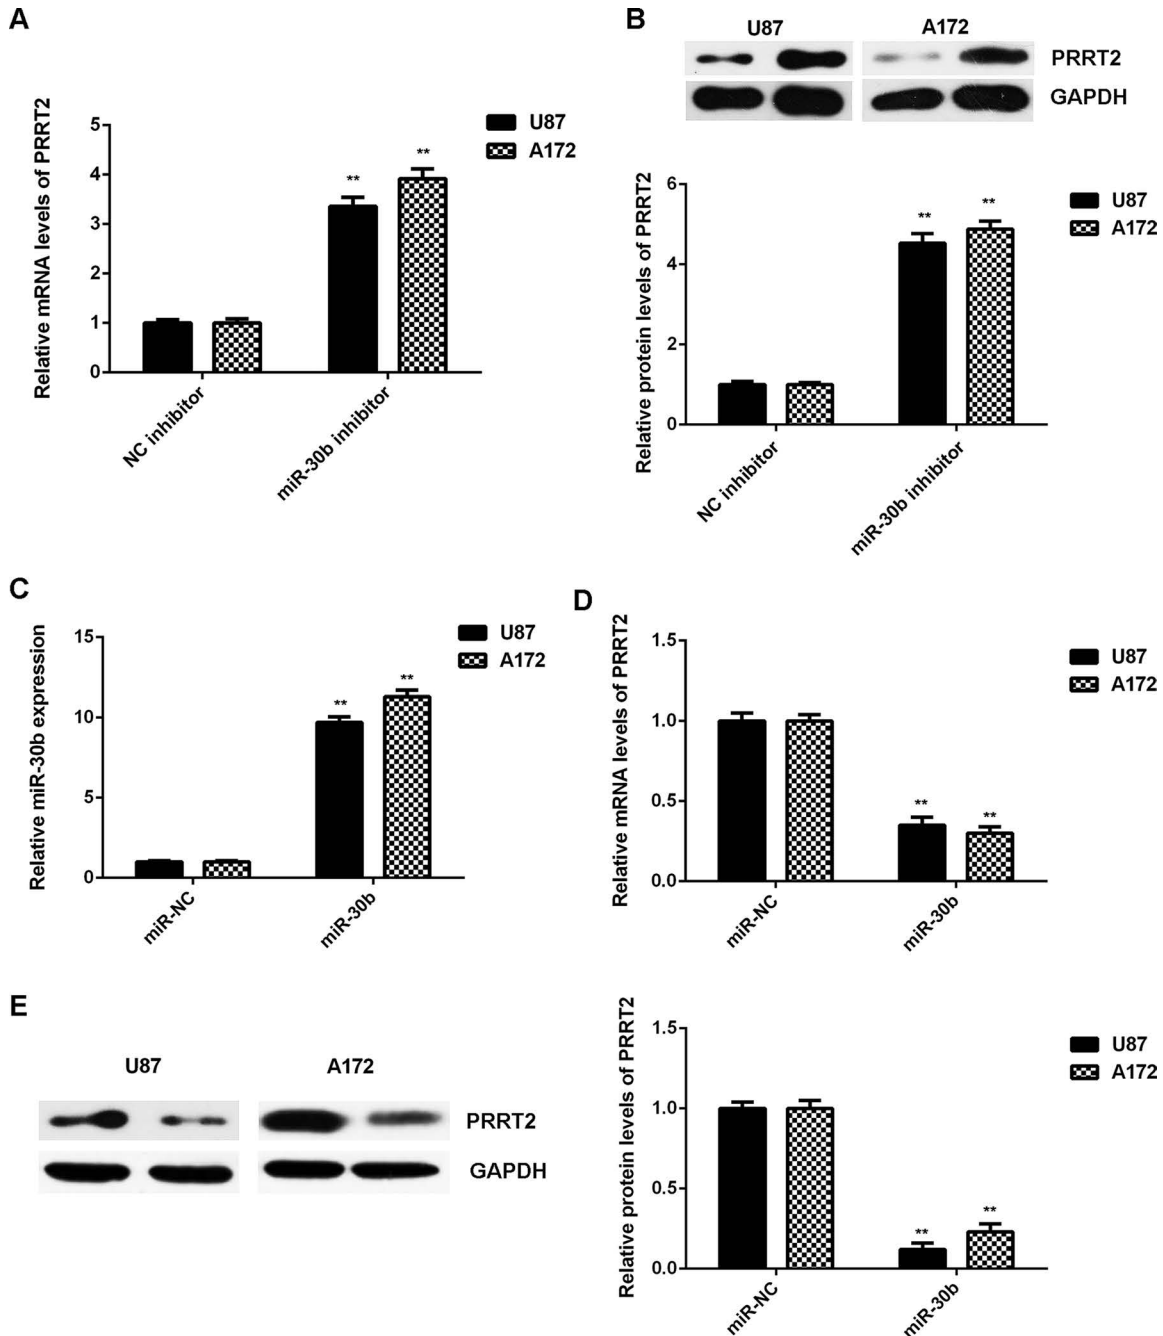 A
Relative mRNA levels of PRRT2
5
4
3
2
1
0
**
**
U87
A172
NC inhibitor
miR-30b inhibitor
B
U87
A172
PRRT2
GAPDH
Relative protein levels of PRRT2
6
4
2
0
**
**
U87
A172
NC inhibitor
miR-30b inhibitor
C
Relative miR-30b expression
15
10
5
0
**
**
U87
A172
miR-NC
miR-30b
D
Relative mRNA levels of PRRT2
1.5
1.0
0.5
0.0
**
**
U87
A172
miR-NC
miR-30b
E
U87
A172
PRRT2
GAPDH
Relative protein levels of PRRT2
1.5
1.0
0.5
0.0
**
**
U87
A172
miR-NC
miR-30b